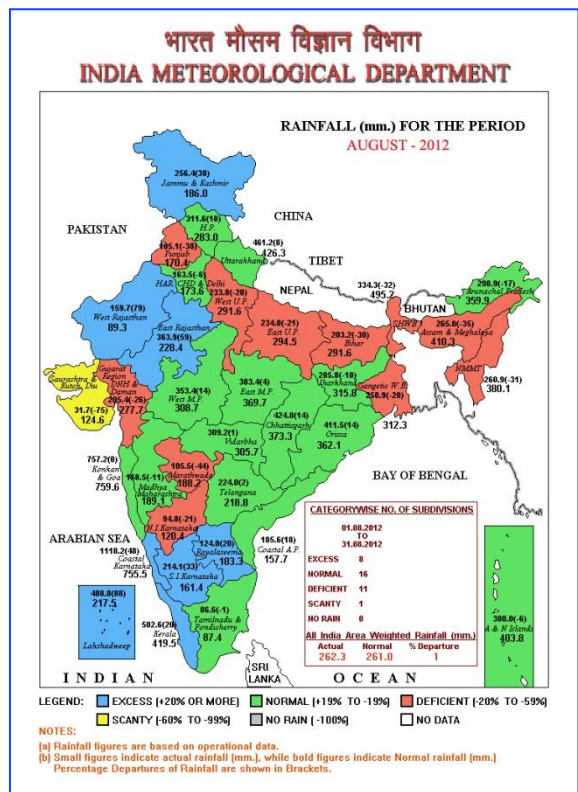 भारत मौसम विज्ञान विभाग
INDIA METEOROLOGICAL DEPARTMENT
RAINFALL (mm.) FOR THE PERIOD
AUGUST - 2012
256.4(38)
Jammu & Kashmir
186.0
PAKISTAN
CHINA
311.6(10)
H.P.
283.0
105.1(-38)
Punjab
170.4
461.2(8)
Uttarakhand
426.3
TIBET
163.5(-6)
HAR. CHD & Delhi
173.6
NEPAL
233.8(-20)
West U.P.
291.6
334.3(-32)
495.2
SHWB
BHUTAN
298.9(-17)
Arunachal Pradesh
359.9
159.7(79)
West Rajasthan
89.3
East Rajasthan
363.9(59)
228.4
234.0(-21)
East U.P.
294.5
203.2(-30)
Bihar
291.6
265.0(-35)
Assam & Meghalaya
410.3
NMMT
260.9(-31)
380.1
Saurashtra &
Kutch, Diu
31.7(-75)
124.6
Gujarat
Region
DNH &
Daman
205.4(-26)
277.7
353.4(14)
West M.P.
308.7
383.4(4)
East M.P.
369.7
285.8(-10)
315.8
Gangetic W.B.
250.9(-20)
312.3
424.8(14)
Chhattisgarh
373.3
411.5(14)
Orissa
362.1
309.2(1)
Vidarbha
305.7
757.2(0)
Konkan
& Goa
759.6
168.5(-11)
Madhya
Maharashtra
189.1
105.5(-44)
Marathwada
188.2
224.0(2)
Telangana
218.8
BAY OF BENGAL
94.8(-21)
N.I.Karnataka
120.4
ARABIAN SEA
1118.2(48)
Coastal
Karnataka
755.5
124.0(20)
Rayalaseema
103.3
185.6(18)
Coastal A.P.
157.7
214.1(33)
S.I.Karnataka
161.4
408.8(88)
217.5
Lakshadweep
502.6(20)
Kerala
419.5
86.6(-1)
Tamilnadu &
Pondicherry
87.4
CATEGORYWISE NO. OF SUBDIVISIONS
01.08.2012
TO
31.08.2012
EXCESS 8
NORMAL 16
DEFICIENT 11
SCANTY 1
NO RAIN 0
All India Area Weighted Rainfall (mm.)
Actual Normal % Departure
262.3 261.0 1
380.0(-6)
A & N Islands
403.8
SRI
LANKA
INDIAN OCEAN
LEGEND: EXCESS (+20% OR MORE) NORMAL (+19% TO -19%) DEFICIENT (-20% TO -59%)
SCANTY (-60% TO -99%) NO RAIN (-100%) NO DATA
NOTES:
(a) Rainfall figures are based on operational data.
(b) Small figures indicate actual rainfall (mm.), while bold figures indicate Normal rainfall (mm.)
Percentage Departures of Rainfall are shown in Brackets.